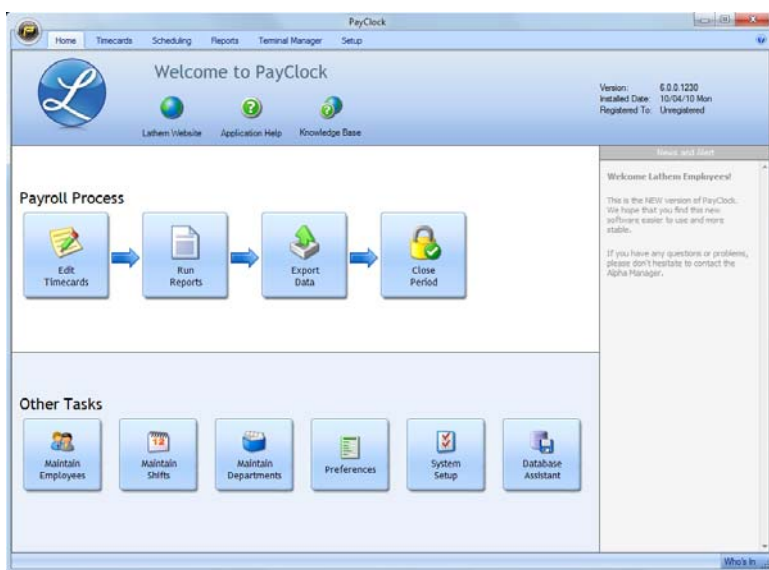 PayClock
Home Timecards Scheduling Reports Terminal Manager Setup
Welcome to PayClock
Lathem Website Application Help Knowledge Base
Version: 6.0.0.1230
Installed Date: 10/04/10 Mon
Registered To: Unregistered
News and Alert
Welcome Lathem Employees!
This is the NEW version of PayClock.
We hope that you find this new
software easier to use and more
stable.
If you have any questions or problems,
please don't hesitate to contact the
Alpha Manager.
Payroll Process
Edit
Timecards
Run
Reports
Export
Data
Close
Period
Other Tasks
Maintain
Employees
12
Maintain
Shifts
Maintain
Departments
Preferences
System
Setup
Database
Assistant
Who's In